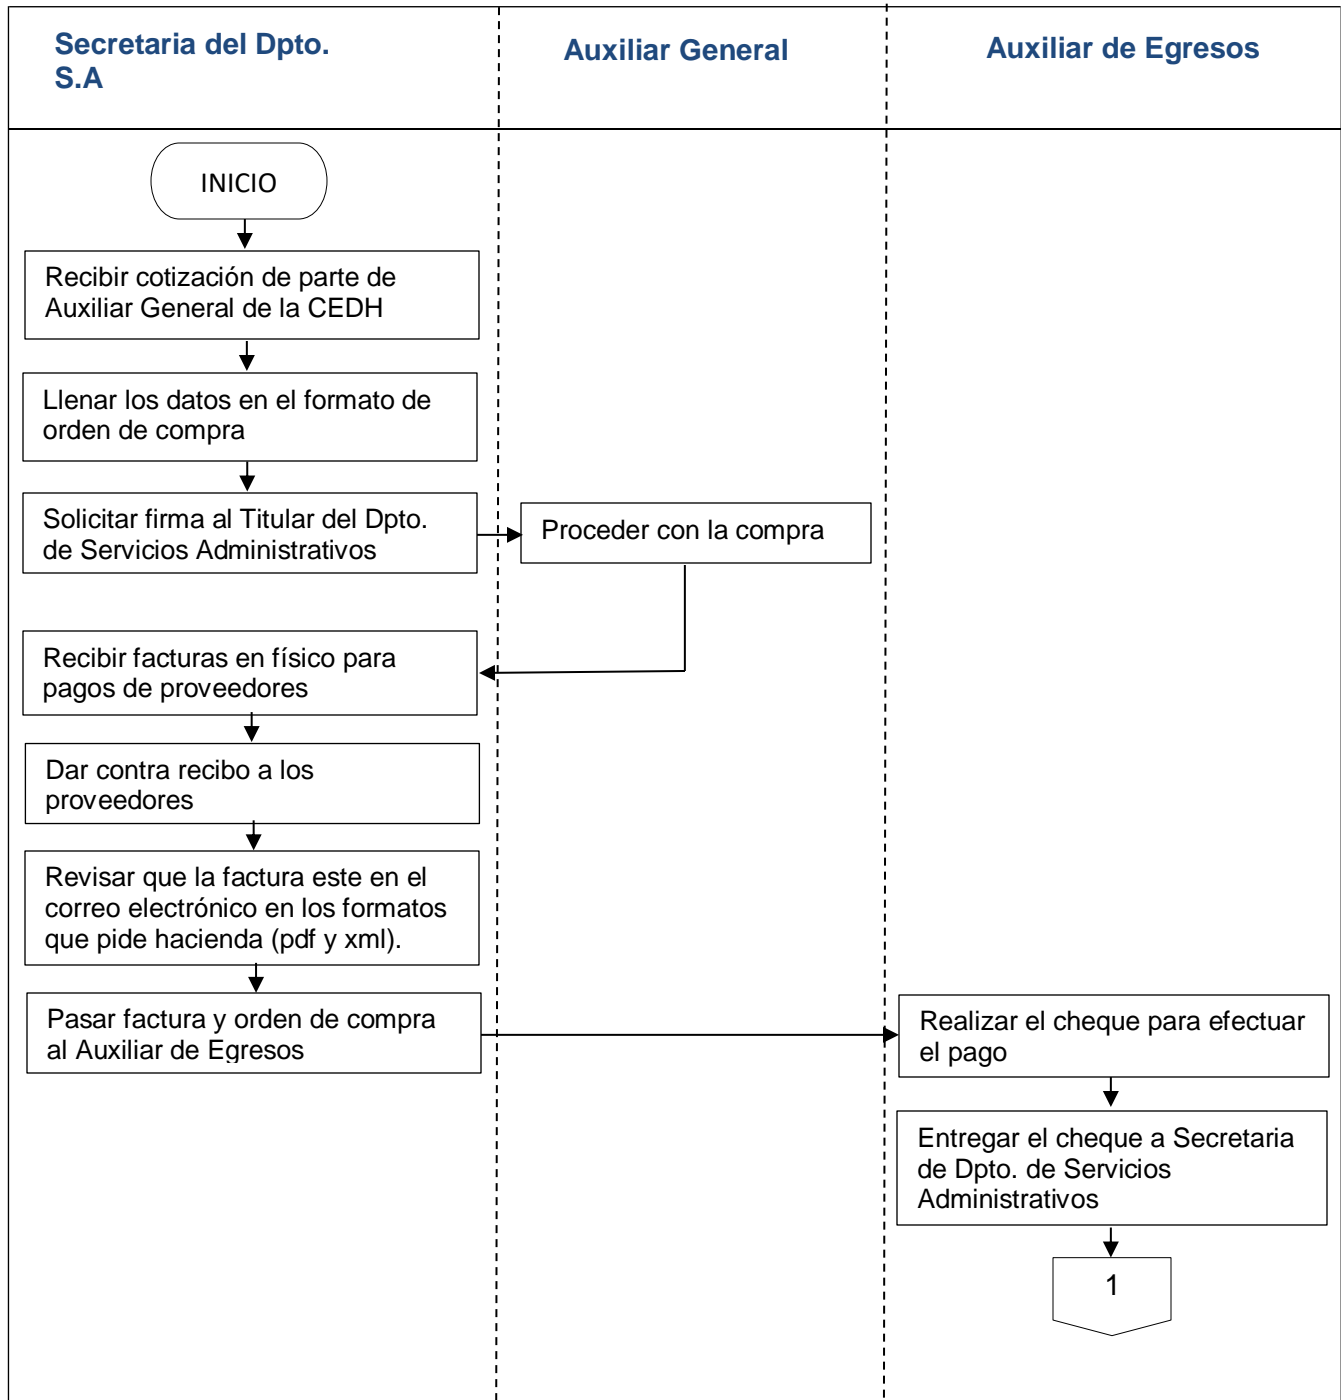 Secretaria del Dpto.
S.A
Auxiliar General
Auxiliar de Egresos
INICIO
Recibir cotización de parte de
Auxiliar General de la CEDH
Llenar los datos en el formato de
orden de compra
Solicitar firma al Titular del Dpto.
de Servicios Administrativos
Proceder con la compra
Recibir facturas en físico para
pagos de proveedores
Dar contra recibo a los
proveedores
Revisar que la factura este en el
correo electrónico en los formatos
que pide hacienda (pdf y xml).
Pasar factura y orden de compra
al Auxiliar de Egresos
Realizar el cheque para efectuar
el pago
Entregar el cheque a Secretaria
de Dpto. de Servicios
Administrativos
1